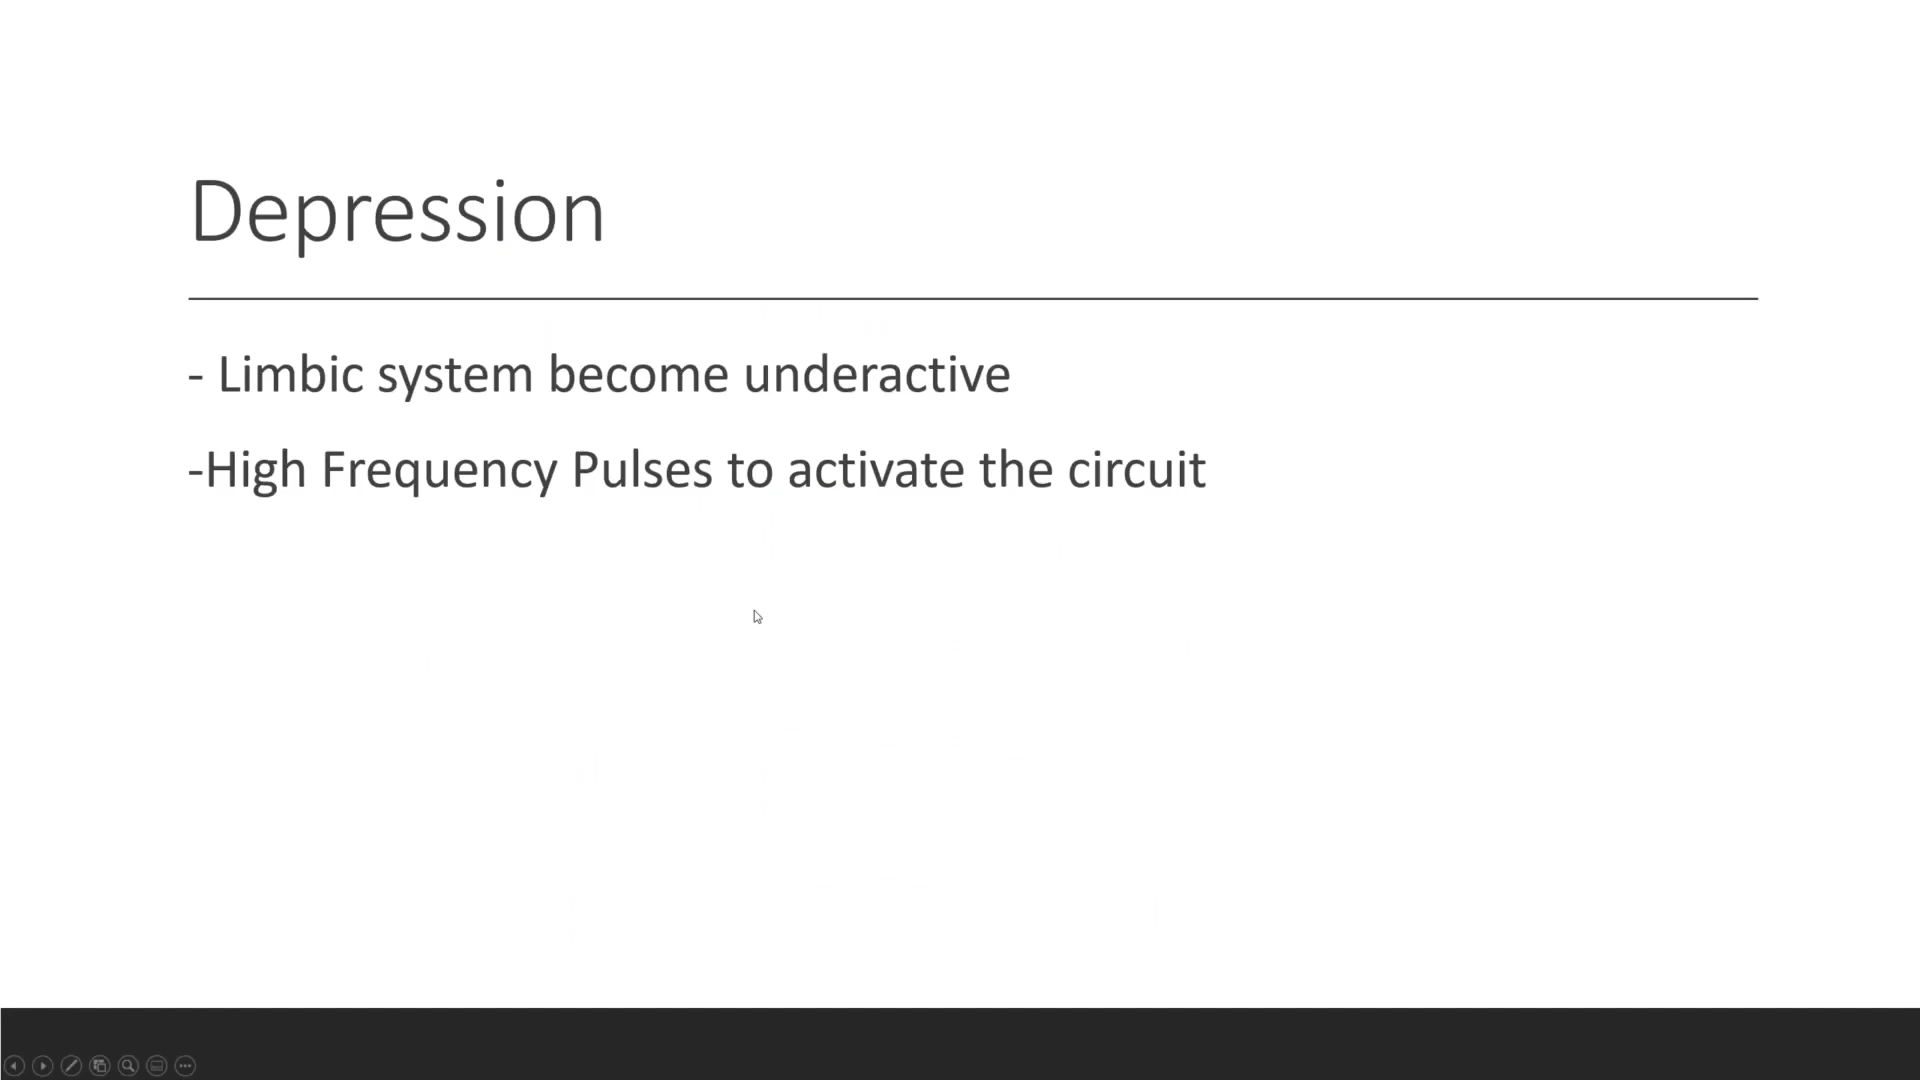 Depression
- Limbic system become underactive
-High Frequency Pulses to activate the circuit